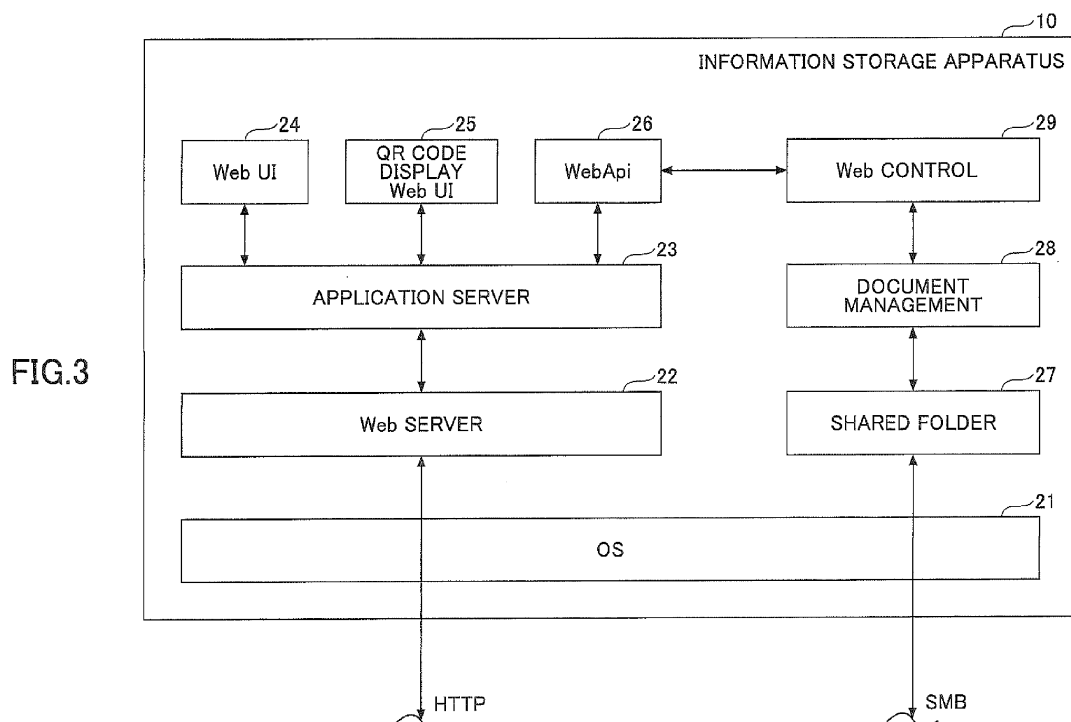 10
INFORMATION STORAGE APPARATUS
24
25
26
29
Web UI
QR CODE
DISPLAY
Web UI
WebApi
Web CONTROL
23
28
APPLICATION SERVER
DOCUMENT
MANAGEMENT
FIG.3
22
27
Web SERVER
SHARED FOLDER
21
OS
HTTP
SMB